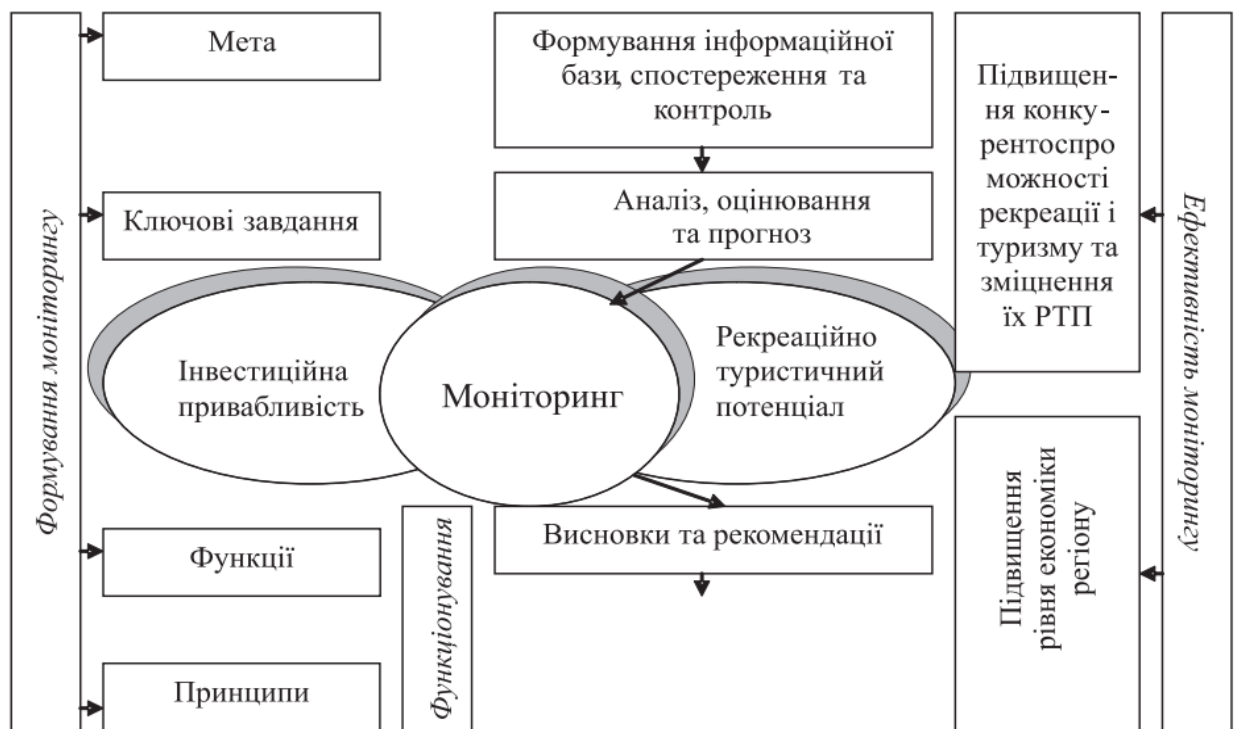 Формування моніторингу
Мета
Ключові завдання
Інвестиційна
привабливість
Функції
Принципи
Формування інформаційної
бази, спостереження та
контроль
Аналіз, оцінювання
та прогноз
Моніторинг
Рекреаційно
туристичний
потенціал
Висновки та рекомендації
Функціонування
Підвищен-
ня конку-
рентоспро
можності
рекреації і
туризму та
зміцнення
їх РТП
Підвищення
рівня економіки
регіону
Ефективність моніторингу